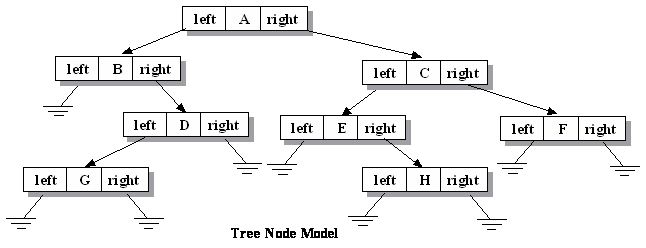 left A right
left B right
left C right
left D right
left E right
left F right
left G right
left H right
Tree Node Model